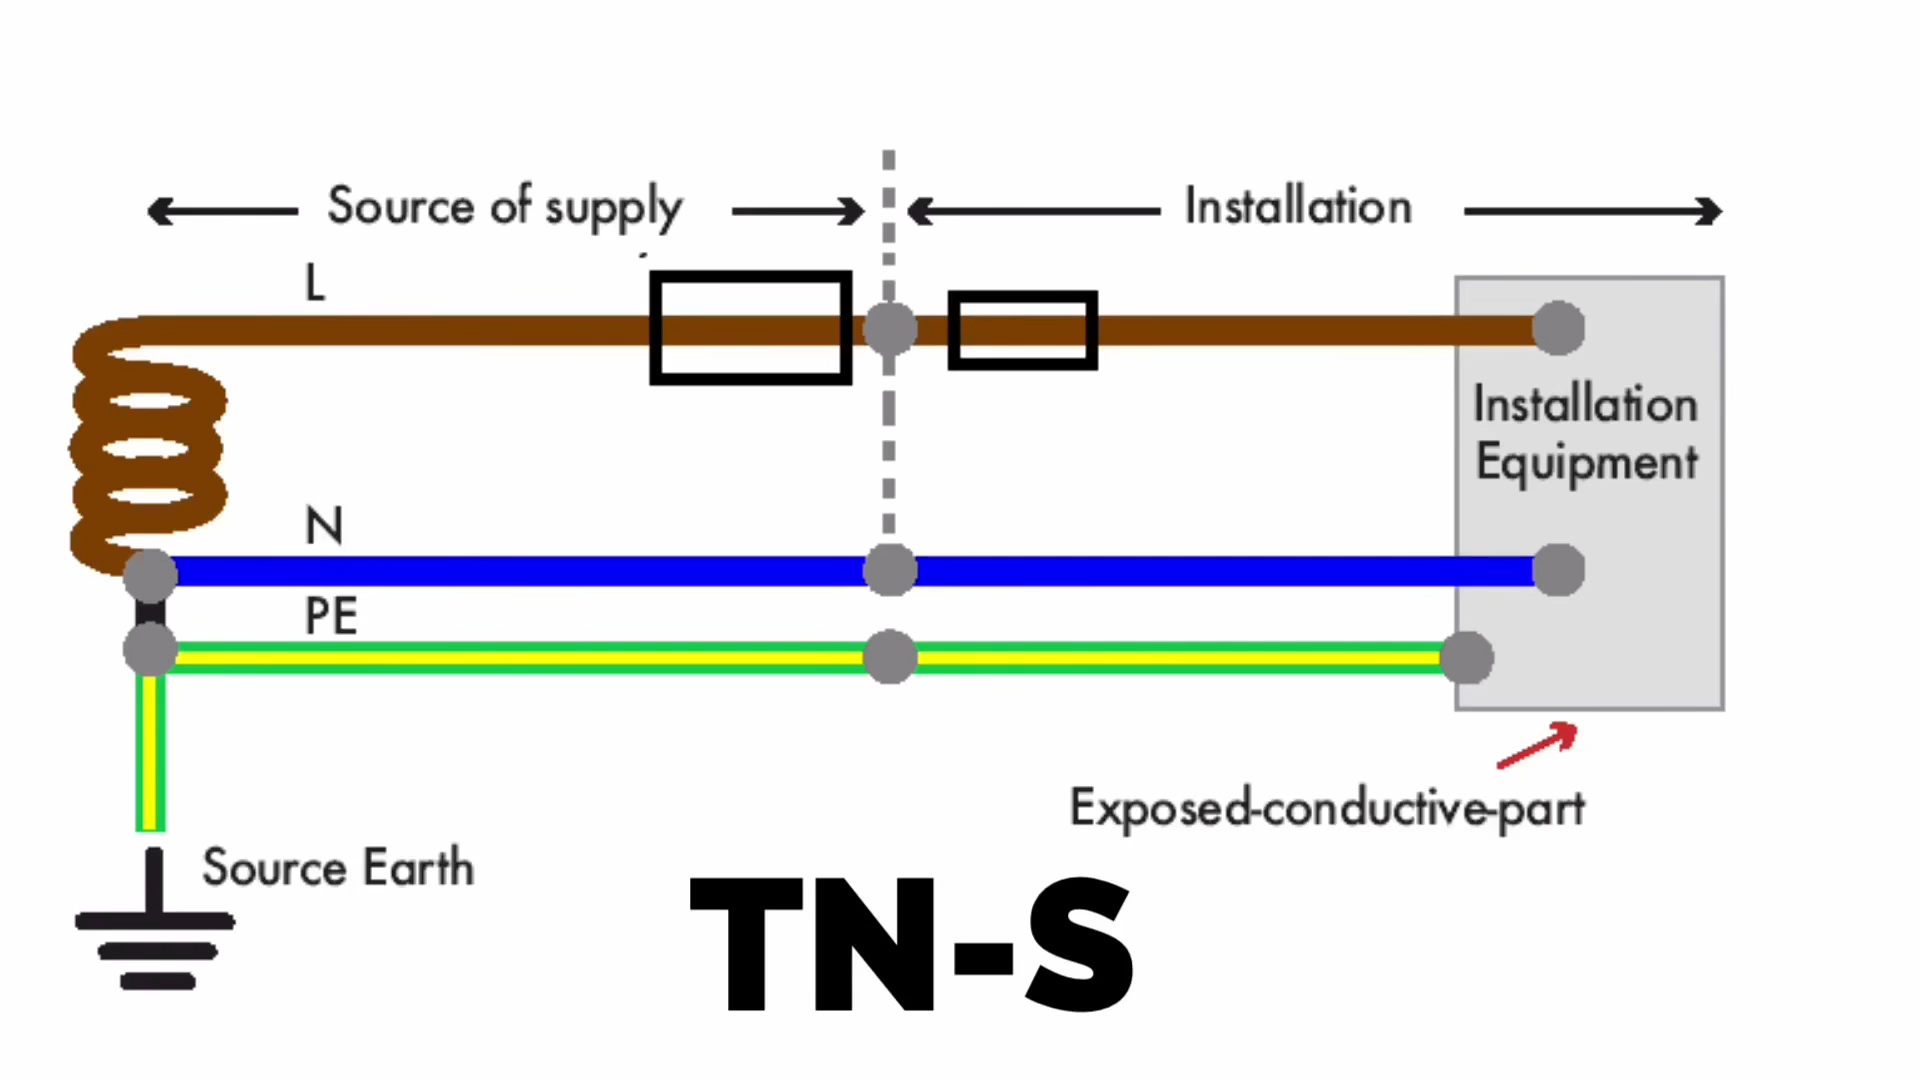 Source of supply
Installation
L
Installation
Equipment
N
PE
Exposed-conductive-part
Source Earth
TN-S